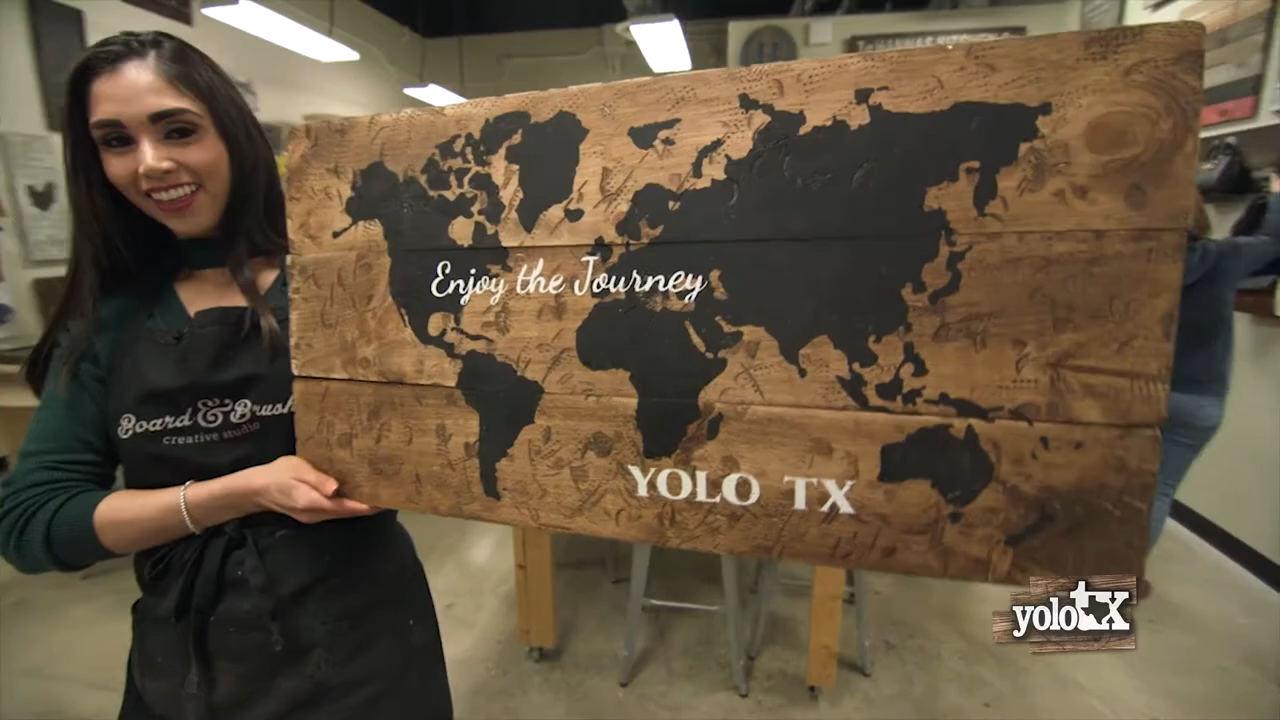 Enjoy the Journey
YOLO TX
Board & Brush
creative studio
yoloTX